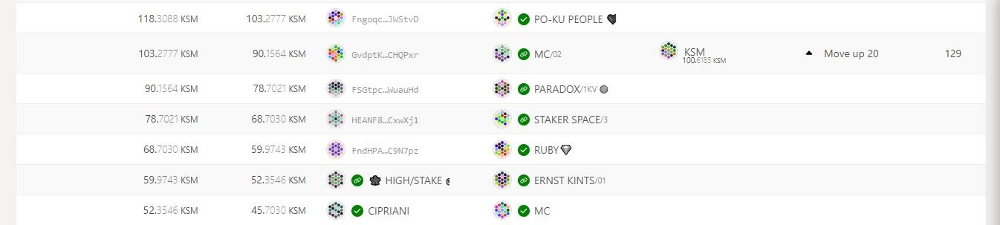 118.3088 KSM 103.2777 KSM Fngoqc…JWStvD PO-KU PEOPLE
103.2777 KSM 90.1564 KSM GvdptK…CHQPxr MC/02 KSM Move up 20 129
100.6185 KSM
90.1564 KSM 78.7021 KSM FSGtpc…WuauHd PARADOX/1KV
78.7021 KSM 68.7030 KSM HEANF8…CxwXj1 STAKER SPACE/3
68.7030 KSM 59.9743 KSM FndHPA…C9N7pz RUBY
59.9743 KSM 52.3546 KSM HIGH/STAKE ERNST KINTS/01
52.3546 KSM 45.7030 KSM CIPRIANI MC